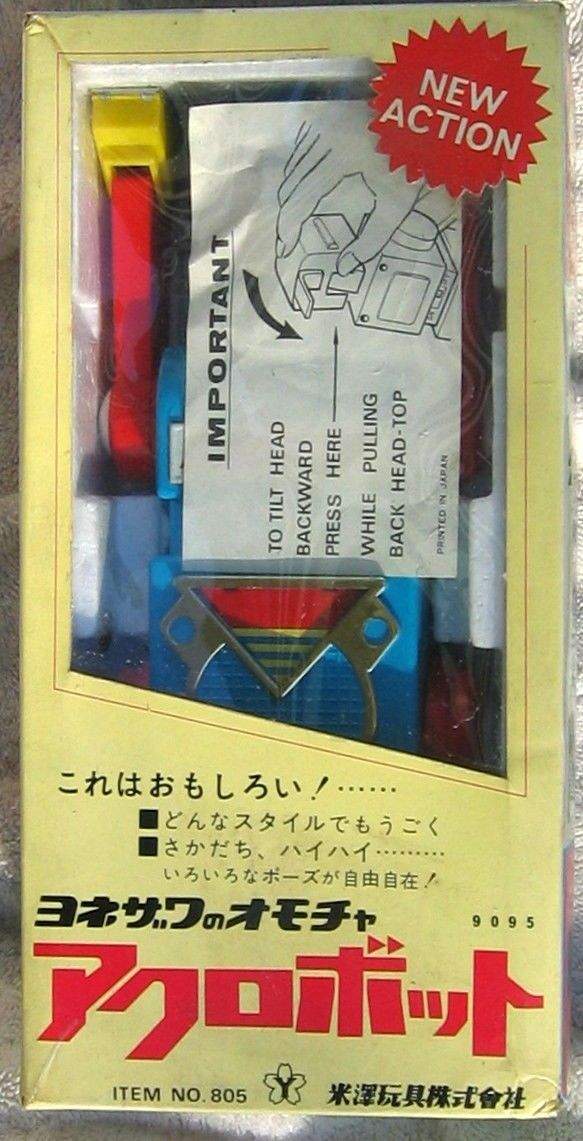 NEW
ACTION
IMPORTANT
TO TILT HEAD
BACKWARD
PRESS HERE
WHILE PULLING
BACK HEAD-TOP
PRINTED IN JAPAN
これはおもしろい!……
■どんなスタイルでもうごく
■さかだち、ハイハイ………
いろいろなポーズが自由自在!
ヨネザワのオモチャ
9095
アクロボット
ITEM NO.805 Y 米澤玩具株式會社